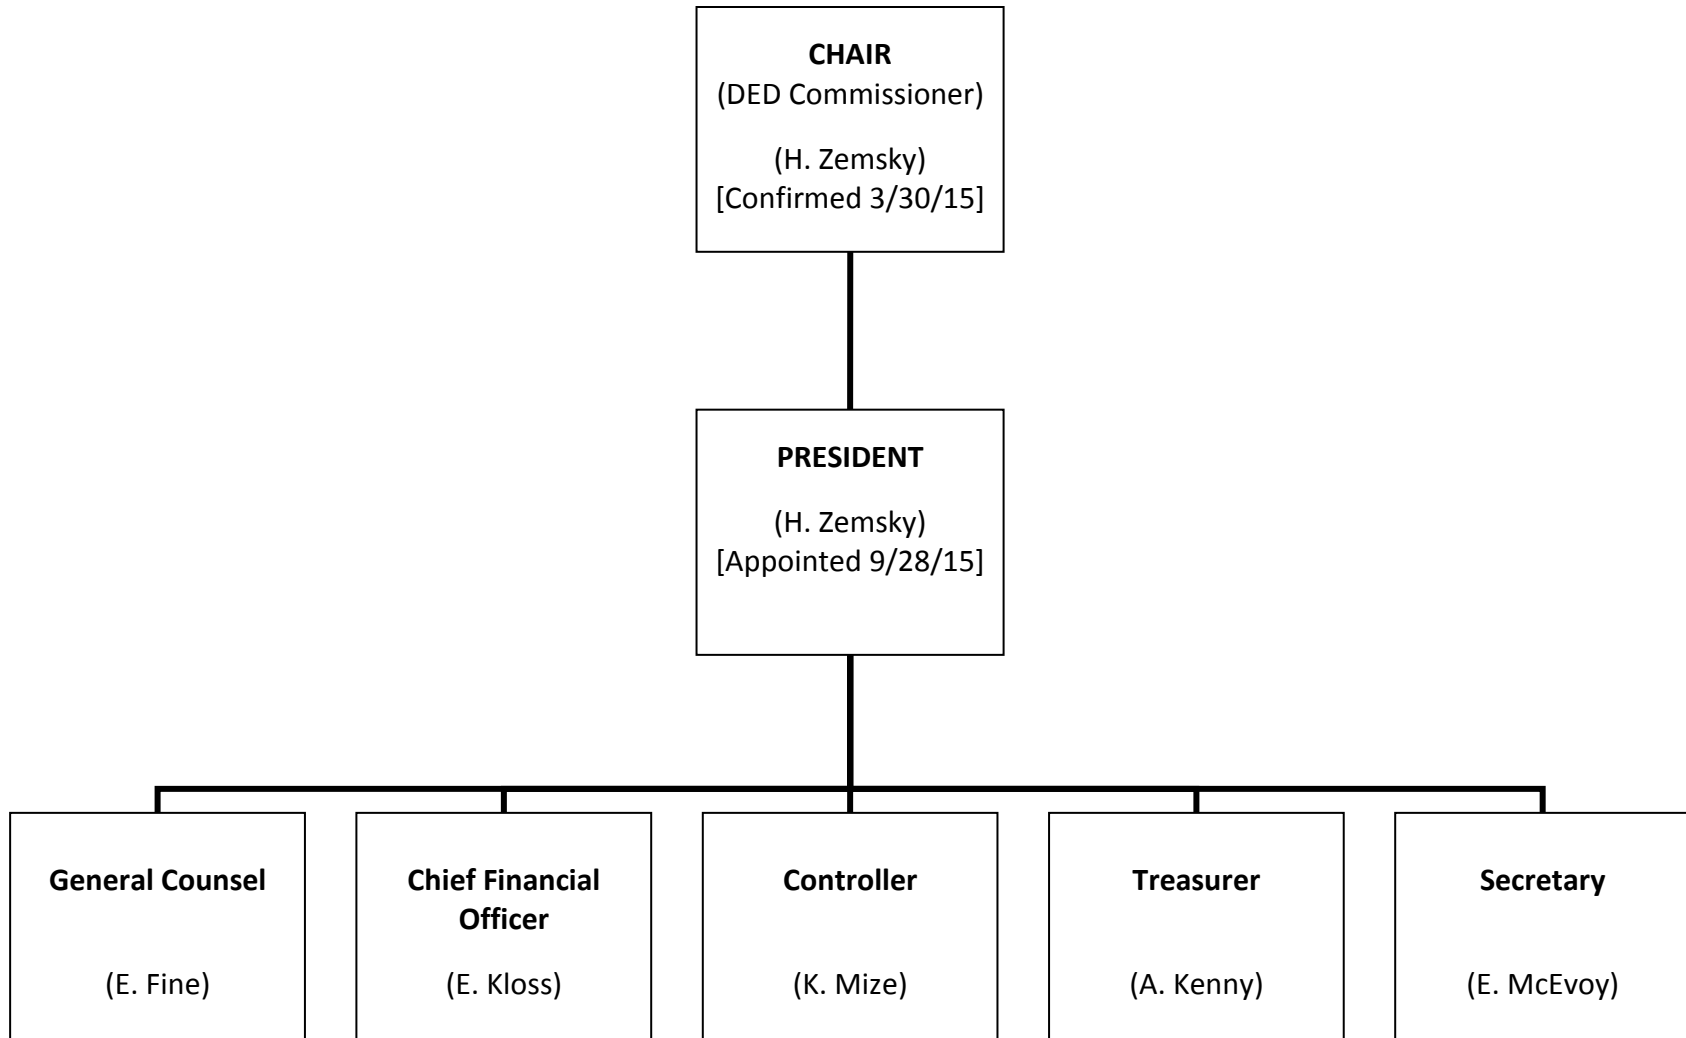 CHAIR
(DED Commissioner)
(H. Zemsky)
[Confirmed 3/30/15]
PRESIDENT
(H. Zemsky)
[Appointed 9/28/15]
General Counsel
(E. Fine)
Chief Financial
Officer
(E. Kloss)
Controller
(K. Mize)
Treasurer
(A. Kenny)
Secretary
(E. McEvoy)